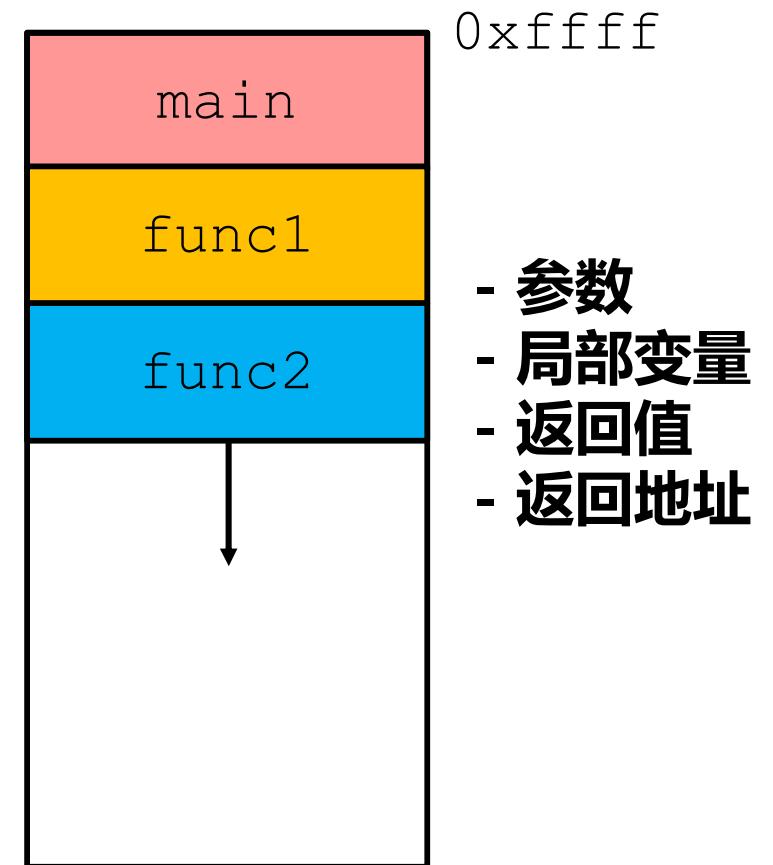 0xffff
main
func1
func2
- 参数
- 局部变量
- 返回值
- 返回地址